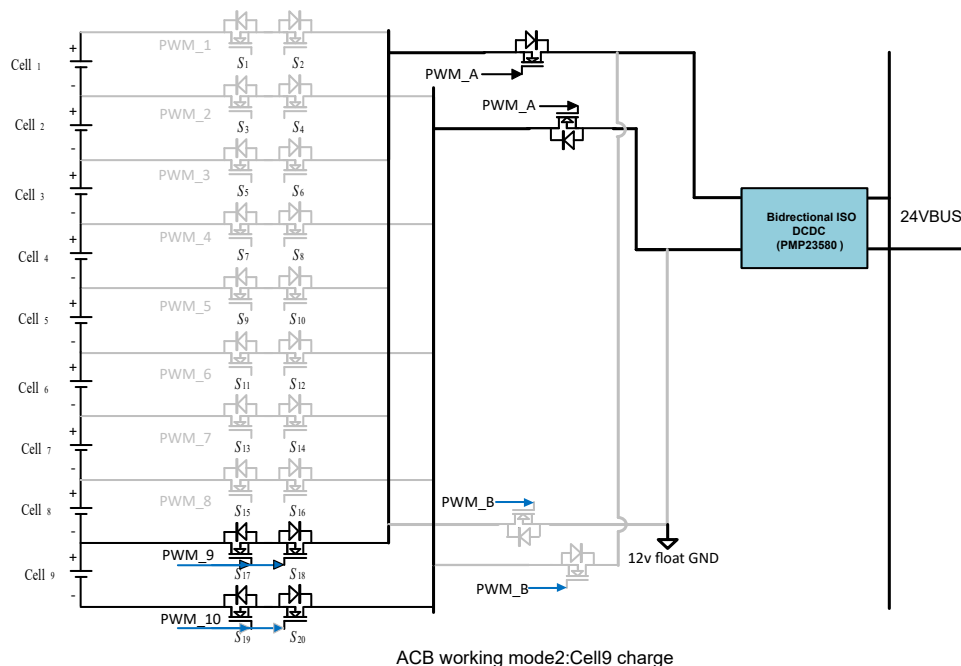 PWM_1
S1 S2
+
Cell 1
-
PWM_A
PWM_2
S3 S4
+
Cell 2
-
PWM_A
PWM_3
S5 S6
+
Cell 3
-
PWM_4
S7 S8
+
Cell 4
-
Bidrectional ISO
DCDC
(PMP23580 )
24VBUS
PWM_5
S9 S10
+
Cell 5
-
PWM_6
S11 S12
+
Cell 6
-
PWM_7
S13 S14
+
Cell 7
-
PWM_8
S15 S16
+
Cell 8
-
PWM_B
PWM_9
S17 S18
+
Cell 9
-
12v float GND
PWM_B
PWM_10
S19 S20
ACB working mode2:Cell9 charge